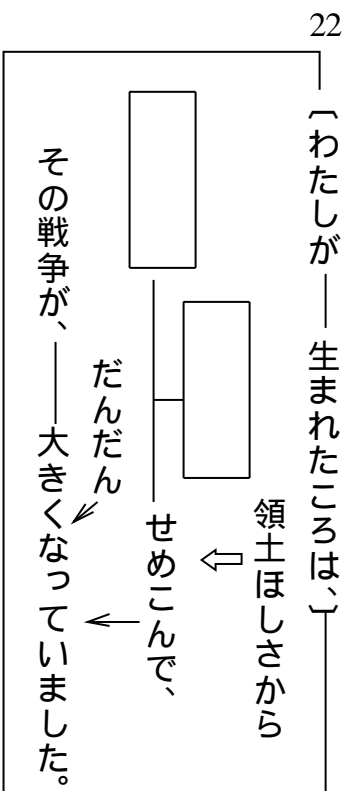 22
〔わたしが――生まれたころは、〕
領土ほしさから
せめこんで、
だんだん
その戦争が、――大きくなっていました。